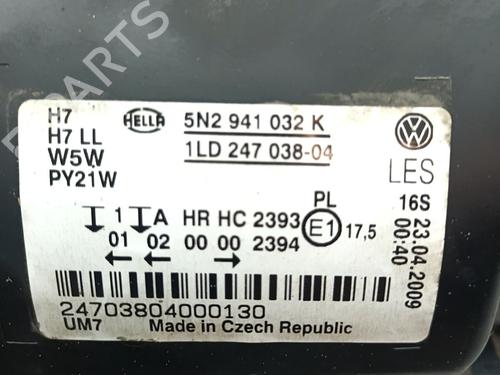 H7
H7 LL
W5W
PY21W
HELLA
5N2 941 032 K
1LD 247 038-04
LES
16S
23.04.2009
00:40
1 A HR HC 2393
01 02 00 00 2394
PL
E1 17,5
24703804000130
UM7 Made in Czech Republic
PARTS